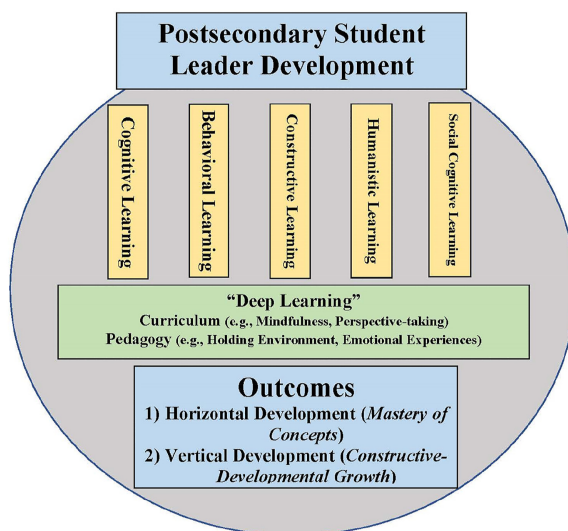 Postsecondary Student
Leader Development
Cognitive Learning
Behavioral Learning
Constructive Learning
Humanistic Learning
Social Cognitive Learning
“Deep Learning”
Curriculum (e.g., Mindfulness, Perspective-taking)
Pedagogy (e.g., Holding Environment, Emotional Experiences)
Outcomes
1) Horizontal Development (Mastery of
Concepts)
2) Vertical Development (Constructive-
Developmental Growth)